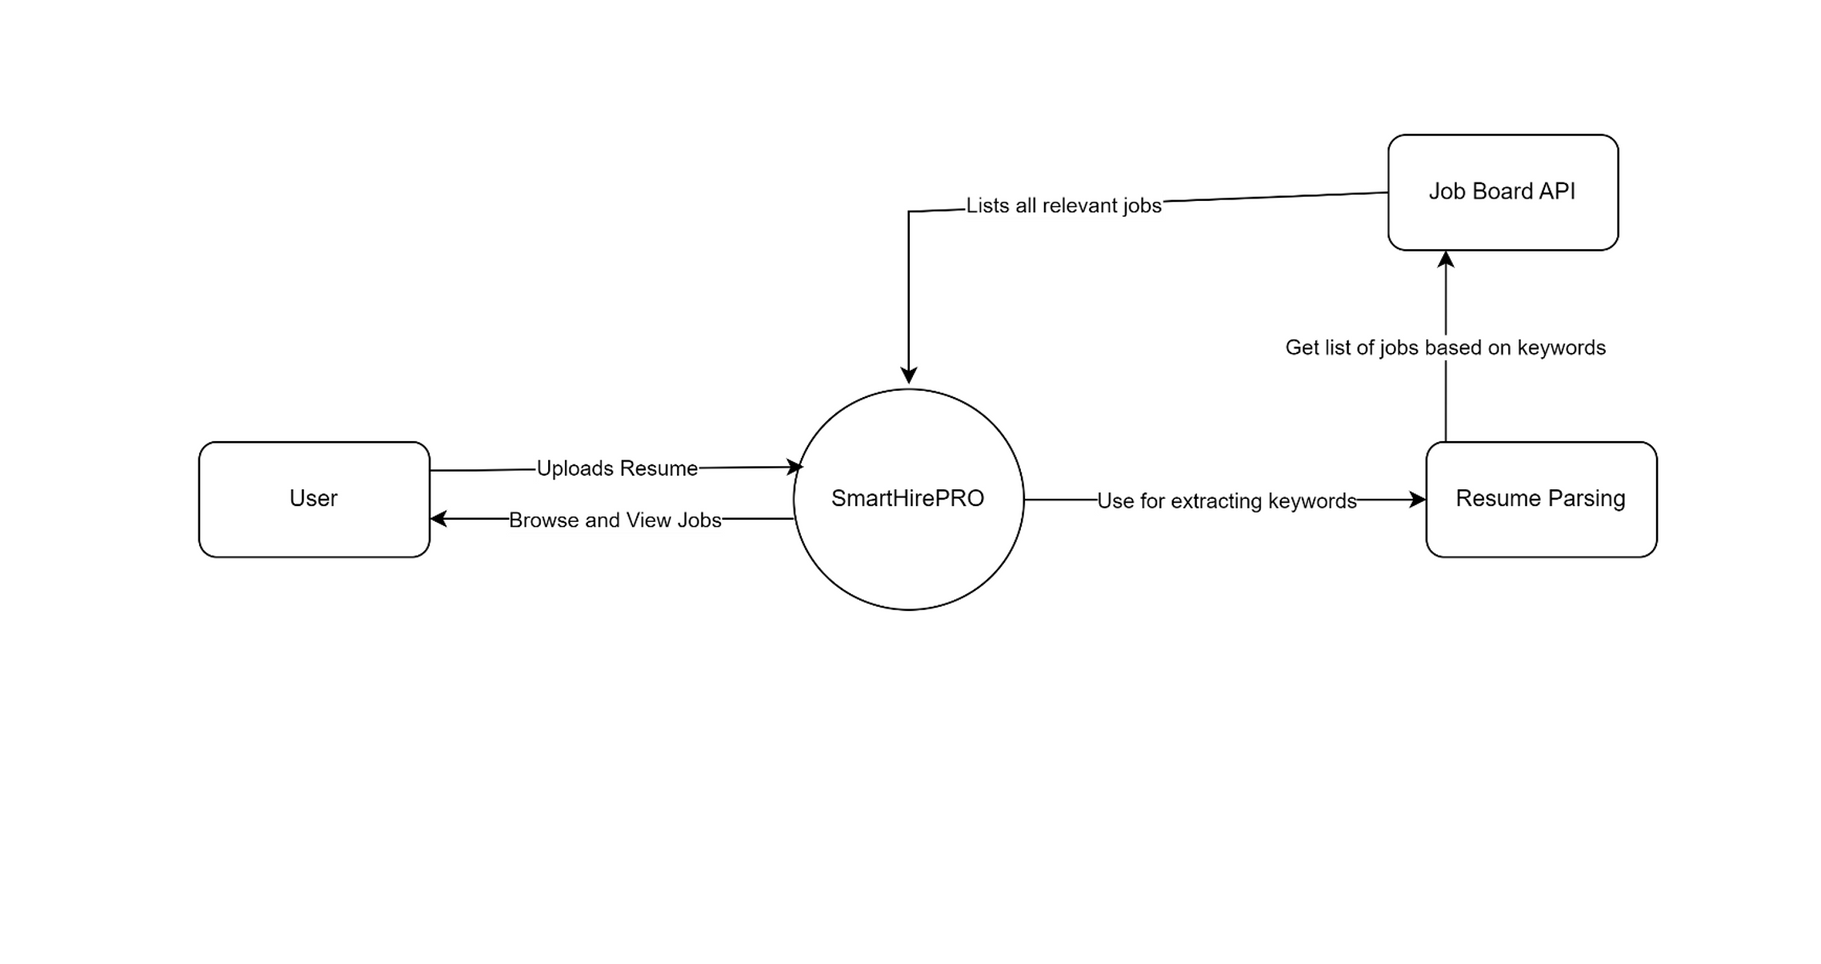 Job Board API
Lists all relevant jobs
Get list of jobs based on keywords
User
Uploads Resume
Browse and View Jobs
SmartHirePRO
Use for extracting keywords
Resume Parsing